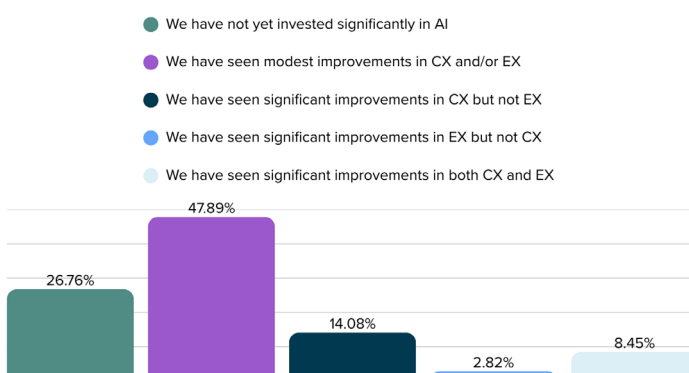 We have not yet invested significantly in AI
We have seen modest improvements in CX and/or EX
We have seen significant improvements in CX but not EX
We have seen significant improvements in EX but not CX
We have seen significant improvements in both CX and EX
47.89%
26.76%
14.08%
8.45%
2.82%